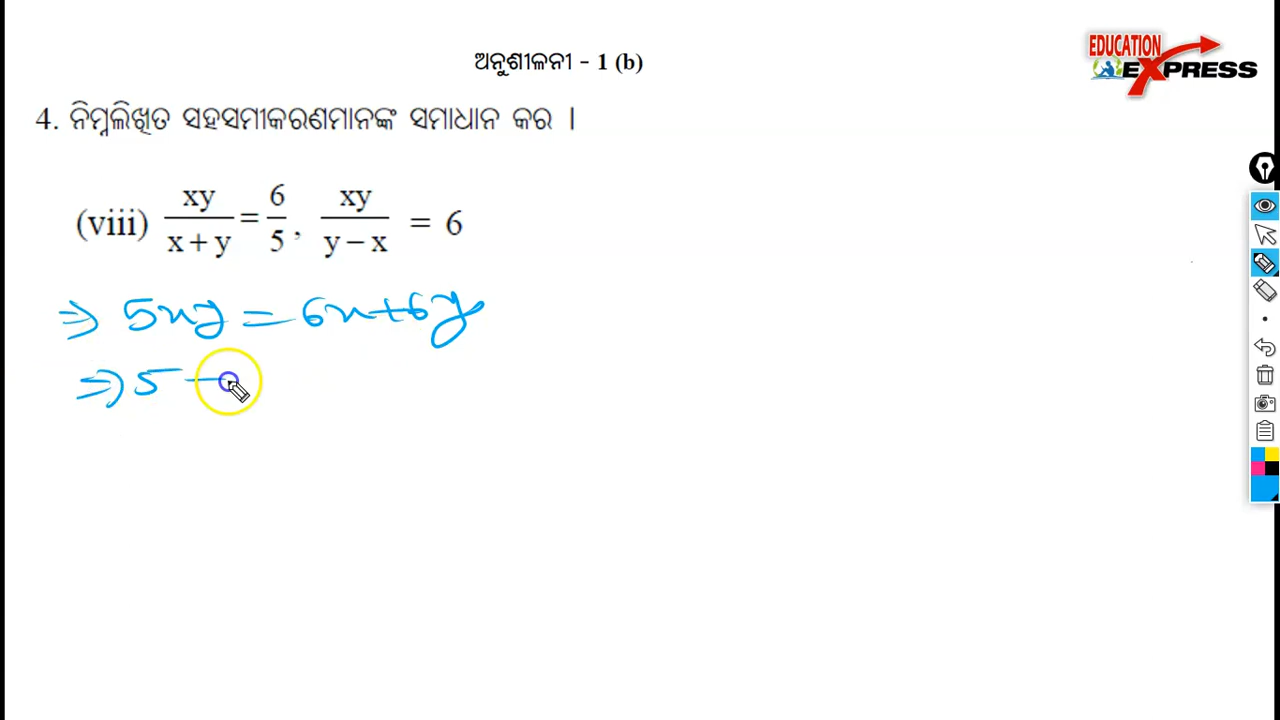 EDUCATION
EXPRESS
ଅନୁଶୀଳନୀ - 1 (b)
4. ନିମ୍ନଲିଖିତ ସହସମୀକରଣମାନଙ୍କ ସମାଧାନ କର ।
(viii) xy/(x+y) = 6/5, xy/(y−x) = 6
⇒ 5xy = 6x+6y
⇒ 5